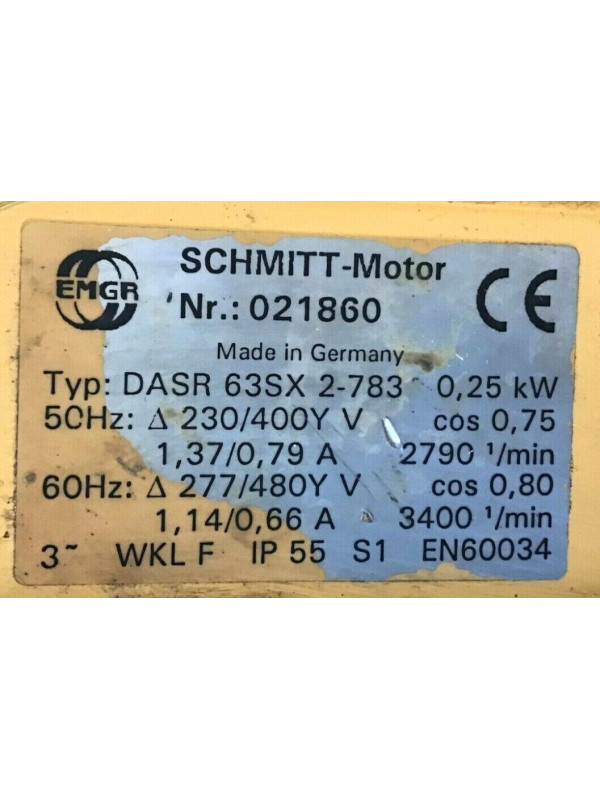 EMGR
SCHMITT-Motor
Nr.: 021860
CE
Made in Germany
Typ: DASR 63SX 2-783 0,25 kW
50Hz: Δ 230/400Y V cos 0,75
1,37/0,79 A 2790 ¹/min
60Hz: Δ 277/480Y V cos 0,80
1,14/0,66 A 3400 ¹/min
3~ WKL F IP 55 S1 EN60034